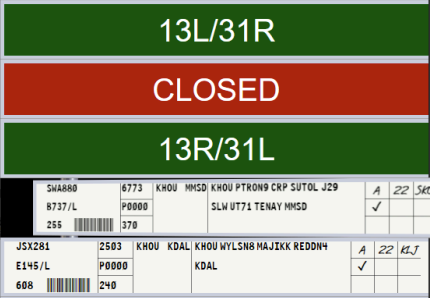 13L/31R
CLOSED
13R/31L
SWA880 6773 KHOU MMSD KHOU PTRON9 CRP SUTOL J29 A 22
B737/L P0000 SLW UT71 TENAY MMSD ✓
255 370
JSX281 2503 KHOU KDAL KHOU WYLSN8 MAJIKK REDDN4 A 22 KLJ
E145/L P0000 KDAL ✓
608 240